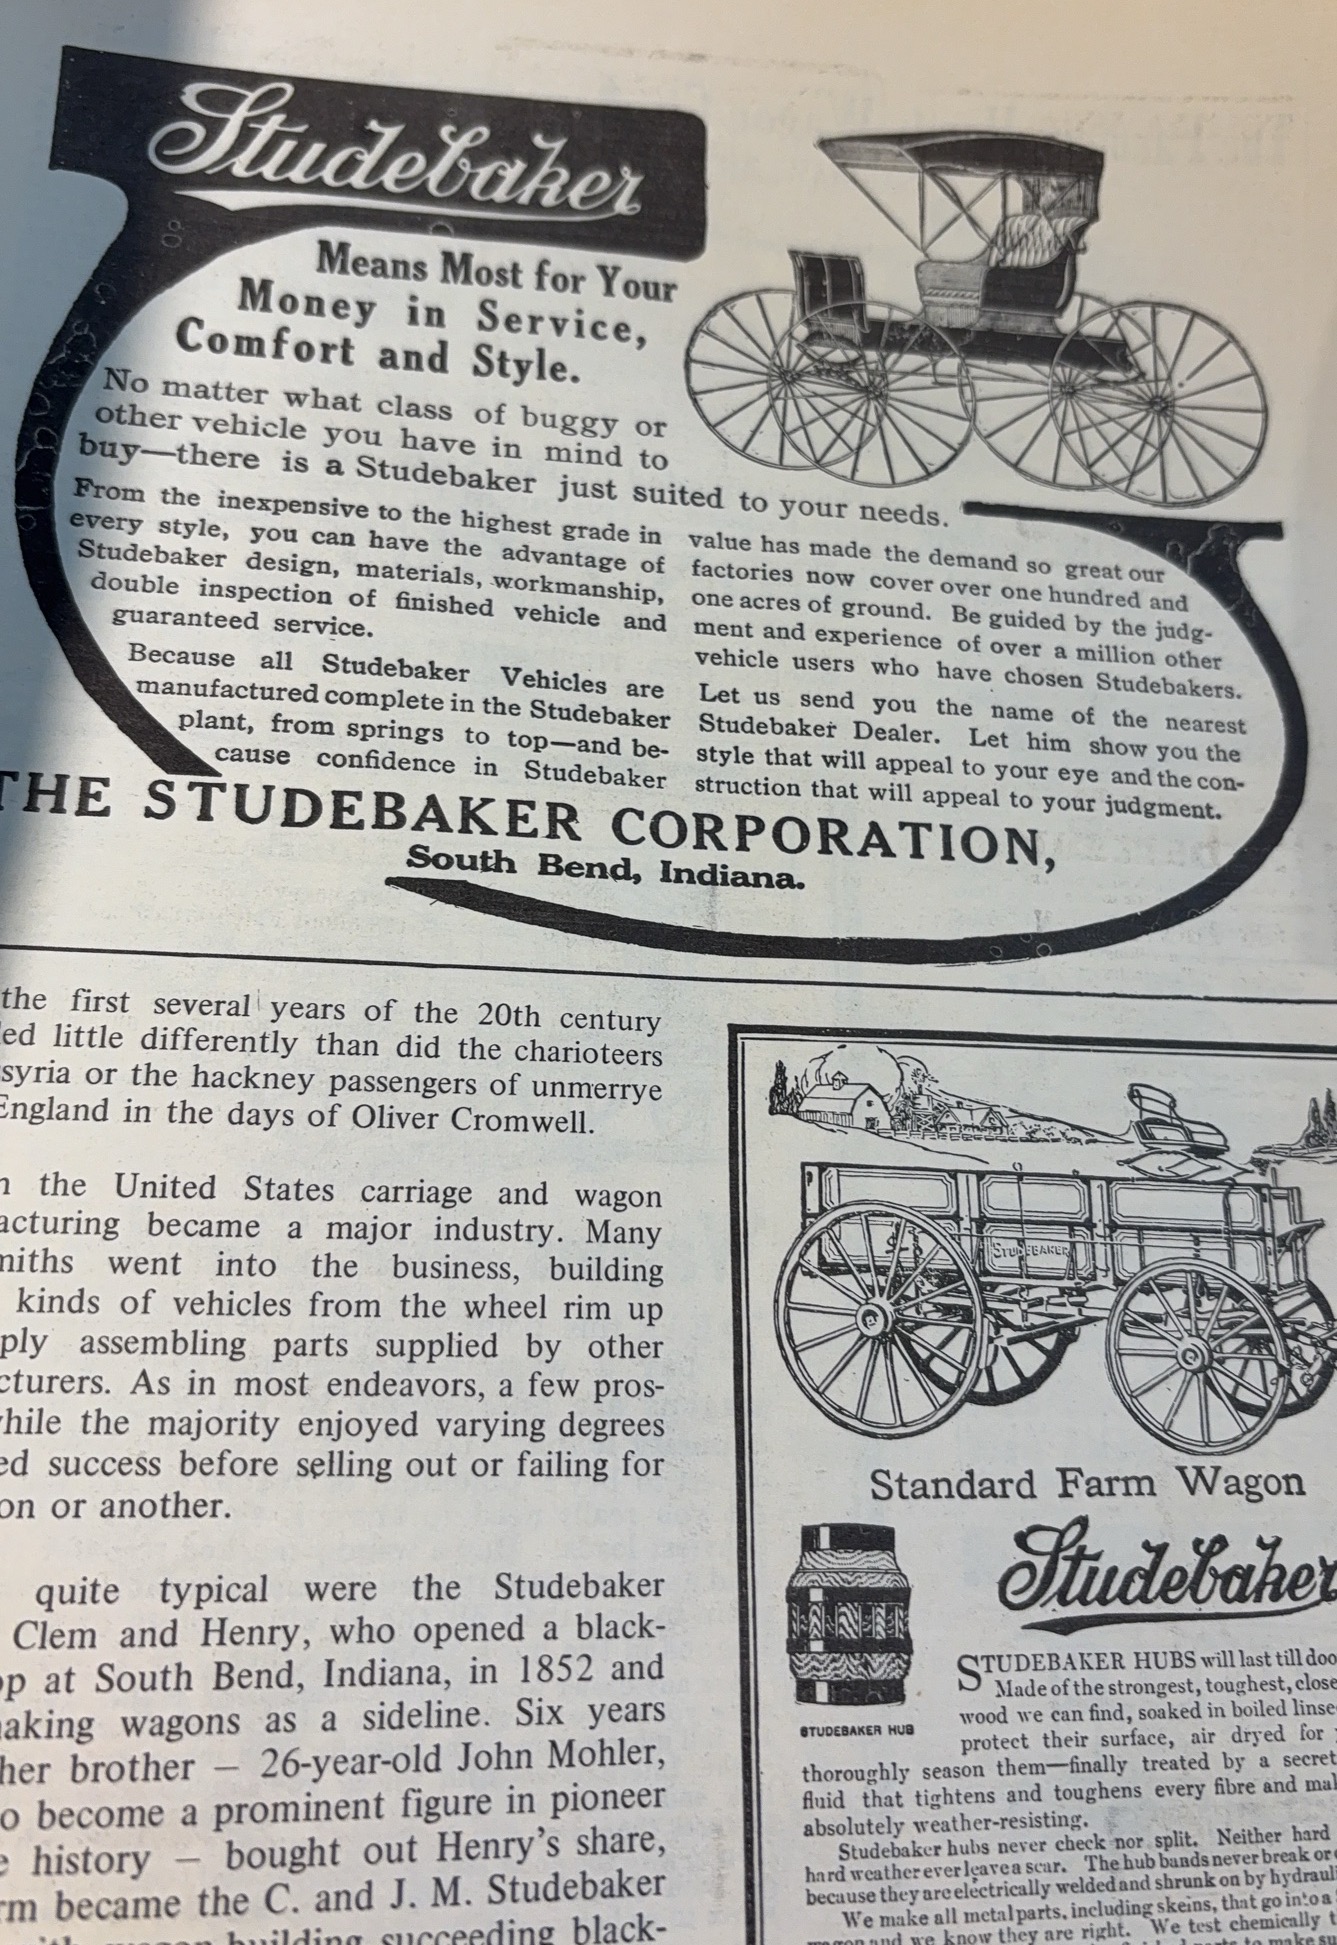 Studebaker
Means Most for Your
Money in Service,
Comfort and Style.
No matter what class of buggy or
other vehicle you have in mind to
buy—there is a Studebaker just suited to your needs.
From the inexpensive to the highest grade in
every style, you can have the advantage of
Studebaker design, materials, workmanship,
double inspection of finished vehicle and
guaranteed service.
Because all Studebaker Vehicles are
manufactured complete in the Studebaker
plant, from springs to top—and be-
cause confidence in Studebaker
value has made the demand so great our
factories now cover over one hundred and
one acres of ground. Be guided by the judg-
ment and experience of over a million other
vehicle users who have chosen Studebakers.
Let us send you the name of the nearest
Studebaker Dealer. Let him show you the
style that will appeal to your eye and the con-
struction that will appeal to your judgment.
THE STUDEBAKER CORPORATION,
South Bend, Indiana.
the first several years of the 20th century
little differently than did the charioteers
or the hackney passengers of unmerrye
England in the days of Oliver Cromwell.
the United States carriage and wagon
became a major industry. Many
went into the business, building
kinds of vehicles from the wheel rim up
assembling parts supplied by other
As in most endeavors, a few pros-
while the majority enjoyed varying degrees
success before selling out or failing for
or another.
quite typical were the Studebaker
Clem and Henry, who opened a black-
at South Bend, Indiana, in 1852 and
making wagons as a sideline. Six years
brother – 26-year-old John Mohler,
become a prominent figure in pioneer
history – bought out Henry's share,
became the C. and J. M. Studebaker
building succeeding black-
STUDEBAKER
Standard Farm Wagon
Studebaker
STUDEBAKER HUB
STUDEBAKER HUBS will last till
Made of the strongest, toughest,
wood we can find, soaked in boiled
protect their surface, air dryed for
thoroughly season them—finally treated by a secret
fluid that tightens and toughens every fibre and
absolutely weather-resisting.
Studebaker hubs never check nor split. Neither hard
hard weather ever leave a scar. The hub bands never break or
because they are electrically welded and shrunk on by
We make all metal parts, including skeins, that go into a
wagon and we know they are right. We test chemically